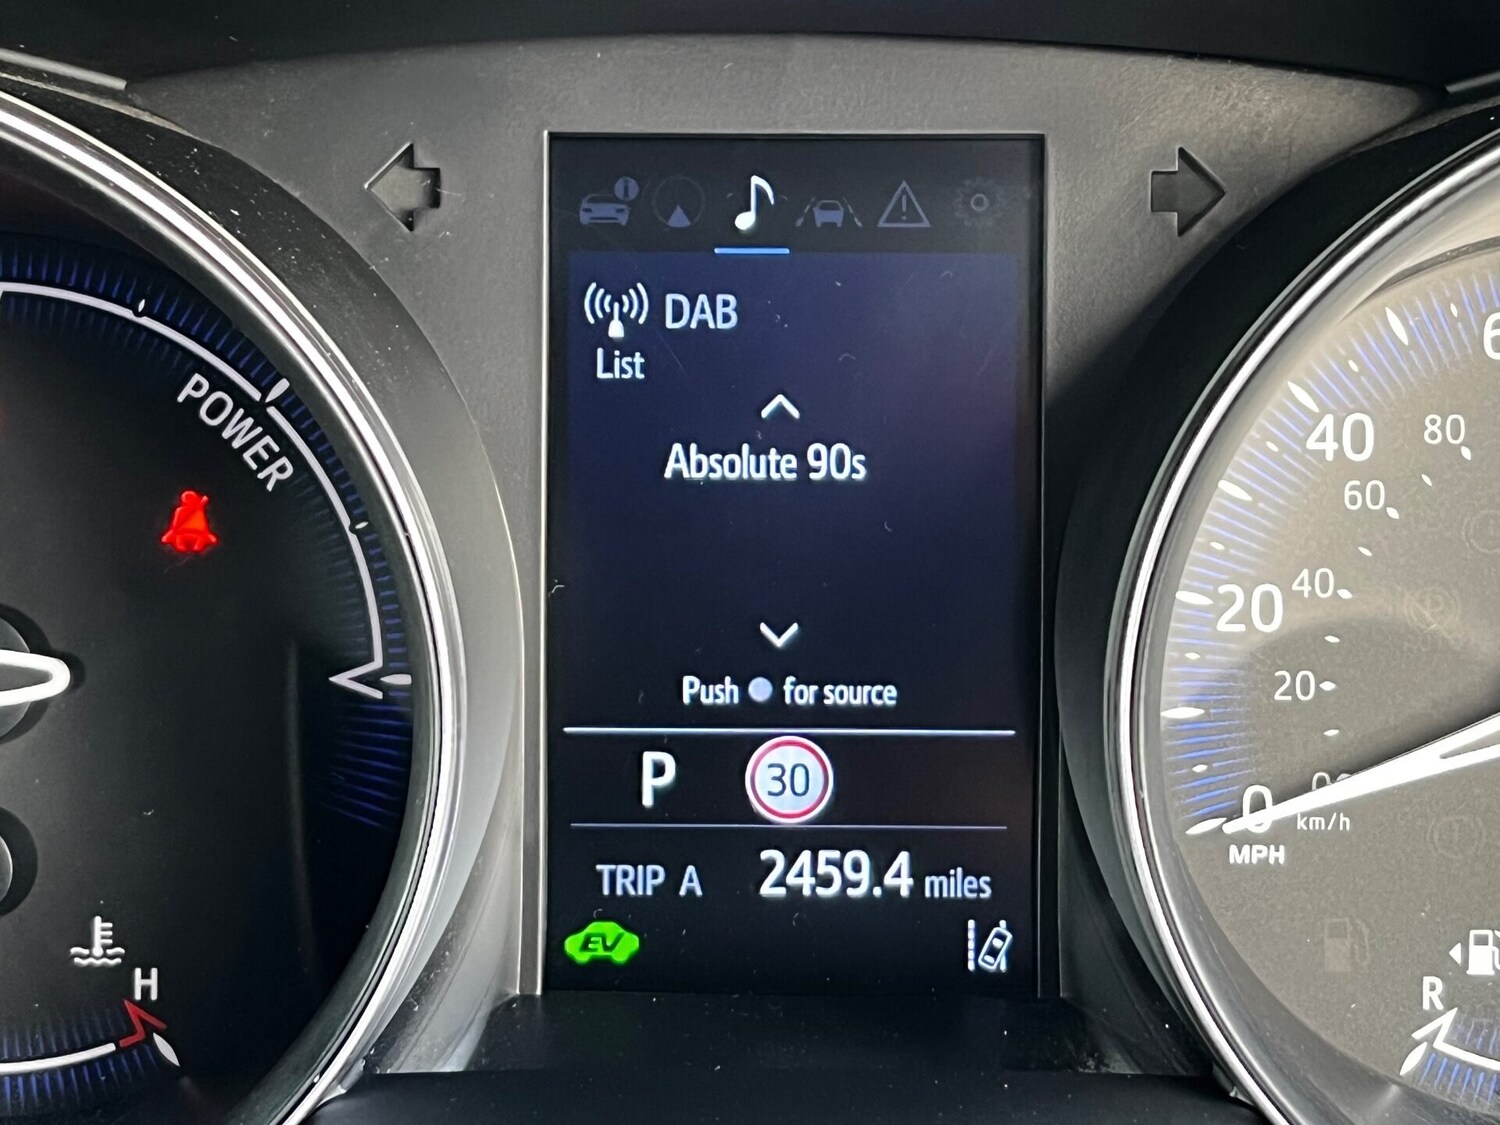 DAB
List
Absolute 90s
Push for source
P 30
TRIP A 2459.4 miles
EV
POWER
H
40 80
60
20 40
20
0
km/h
MPH
R